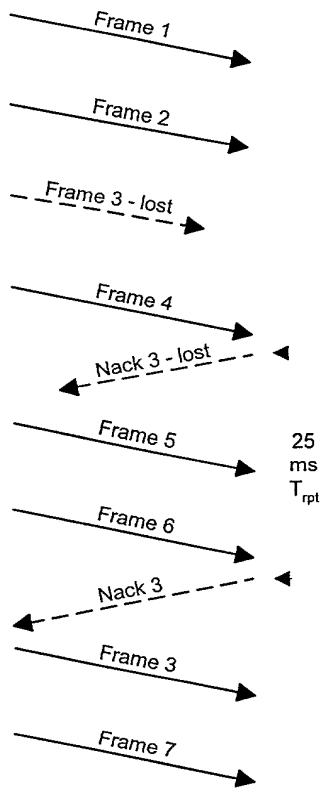 Frame 1
Frame 2
Frame 3 - lost
Frame 4
Nack 3 - lost
Frame 5
25
ms
Trpt
Frame 6
Nack 3
Frame 3
Frame 7